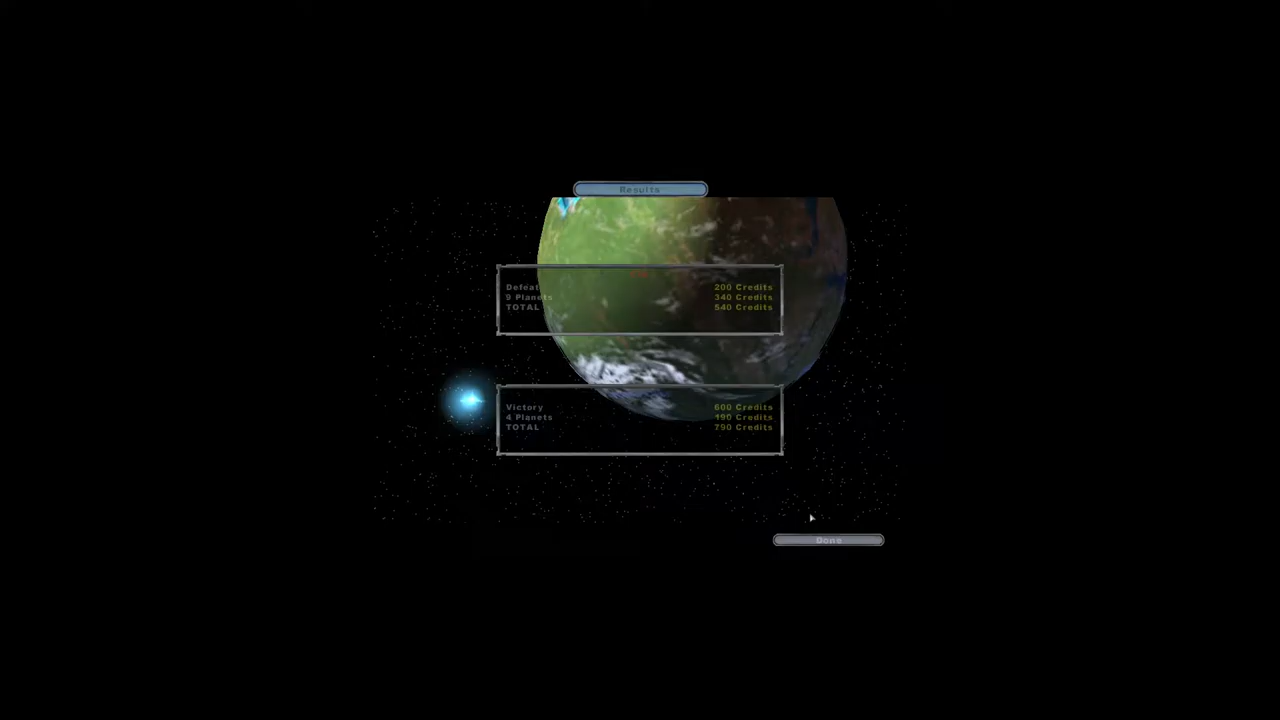 Results
Defeat 200 Credits
9 Planets 340 Credits
TOTAL 540 Credits
Victory 600 Credits
4 Planets 190 Credits
TOTAL 790 Credits
Done